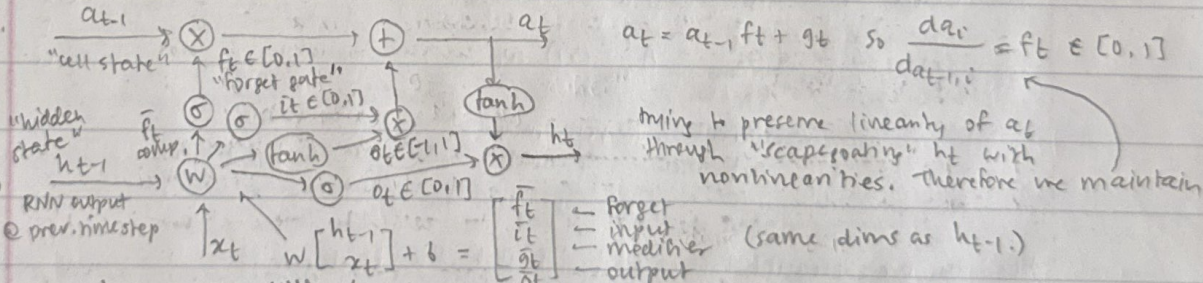 a_{t-1}
"cell state"
×
+
a_t
f_t ∈ [0,1]
"forget gate"
i_t ∈ [0,1]
σ
σ
×
tanh
"hidden
state"
h_{t-1}
RNN output
@ prev. timestep
f̄_t
W
tanh
g_t ∈ [-1,1]
×
h_t
σ
o_t ∈ [0,1]
x_t
W [h_{t-1} x_t] + b = [f̄_t ī_t ḡ_t ō_t]
← forget
← input
← modifier
← output
(same dims as h_{t-1}.)
a_t = a_{t-1} f_t + g_t so da_i / da_{t-1,i} = f_t ∈ [0,1]
trying to preserve linearity of a_t
through "scapegoating" h_t with
nonlinearities. Therefore we maintain